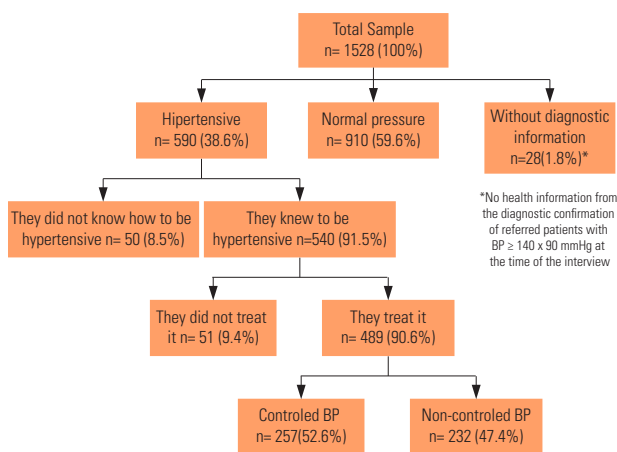 Total Sample
n= 1528 (100%)
Hipertensive
n= 590 (38.6%)
Normal pressure
n= 910 (59.6%)
Without diagnostic
information
n=28(1.8%)*
*No health information from
the diagnostic confirmation
of referred patients with
BP ≥ 140 x 90 mmHg at
the time of the interview
They did not know how to be
hypertensive n= 50 (8.5%)
They knew to be
hypertensive n=540 (91.5%)
They did not treat
it n= 51 (9.4%)
They treat it
n= 489 (90.6%)
Controled BP
n= 257(52.6%)
Non-controled BP
n= 232 (47.4%)